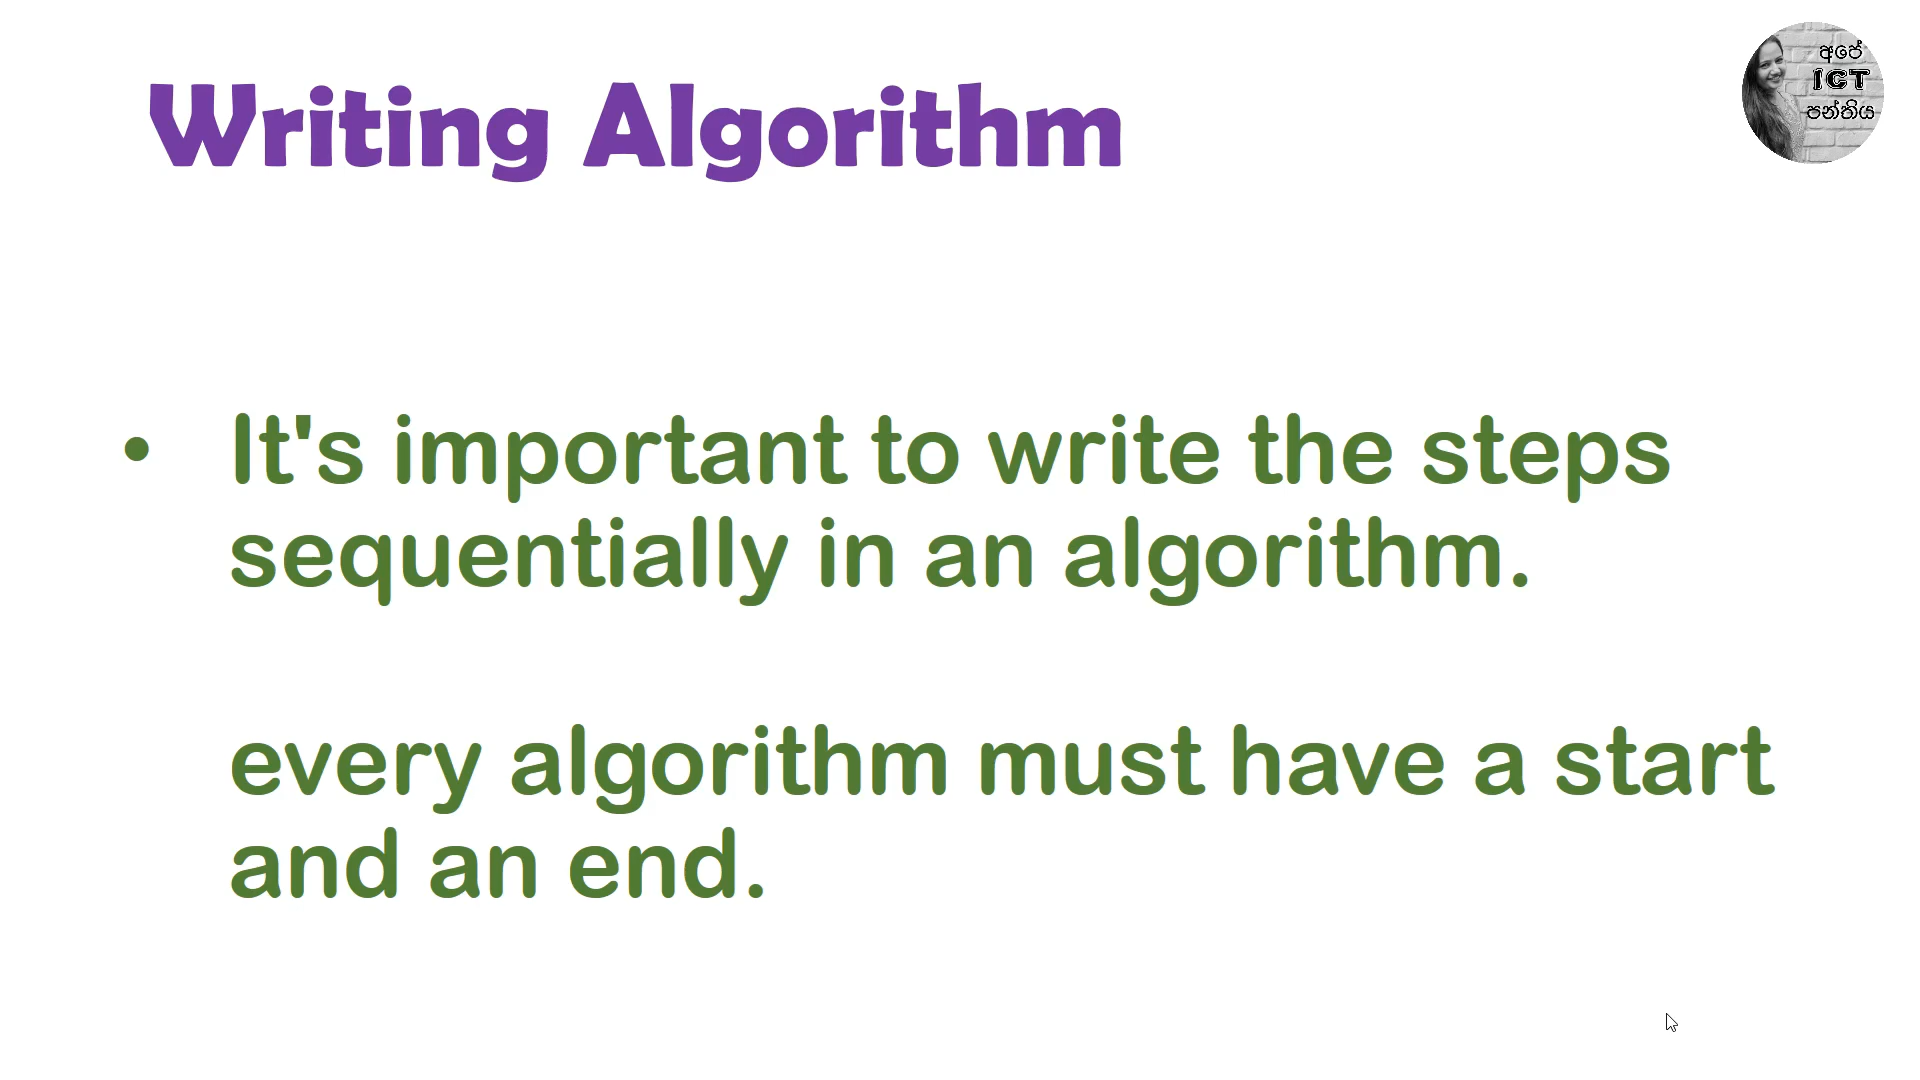 Writing Algorithm
අපේ
ICT
පන්තිය
• It's important to write the steps
sequentially in an algorithm.
every algorithm must have a start
and an end.